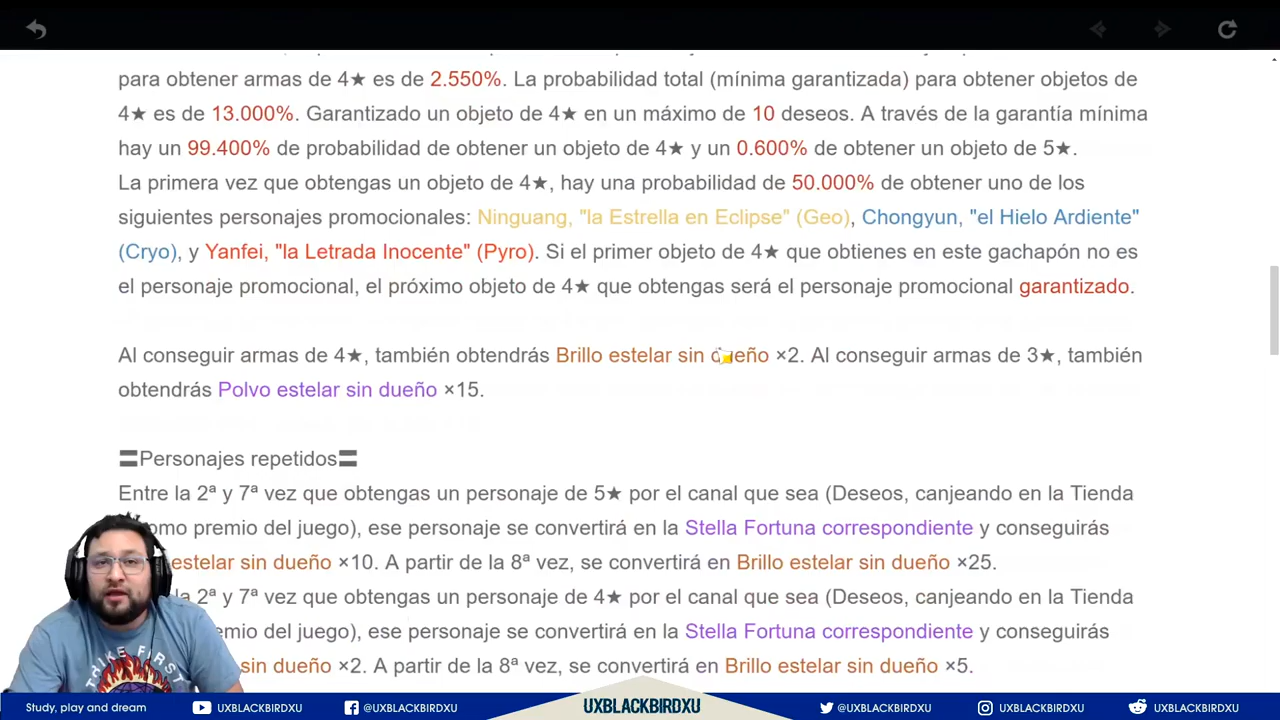 para obtener armas de 4★ es de 2.550%. La probabilidad total (mínima garantizada) para obtener objetos de
4★ es de 13.000%. Garantizado un objeto de 4★ en un máximo de 10 deseos. A través de la garantía mínima
hay un 99.400% de probabilidad de obtener un objeto de 4★ y un 0.600% de obtener un objeto de 5★.
La primera vez que obtengas un objeto de 4★, hay una probabilidad de 50.000% de obtener uno de los
siguientes personajes promocionales: Ninguang, "la Estrella en Eclipse" (Geo), Chongyun, "el Hielo Ardiente"
(Cryo), y Yanfei, "la Letrada Inocente" (Pyro). Si el primer objeto de 4★ que obtienes en este gachapón no es
el personaje promocional, el próximo objeto de 4★ que obtengas será el personaje promocional garantizado.
Al conseguir armas de 4★, también obtendrás Brillo estelar sin dueño ×2. Al conseguir armas de 3★, también
obtendrás Polvo estelar sin dueño ×15.
〓Personajes repetidos〓
Entre la 2ª y 7ª vez que obtengas un personaje de 5★ por el canal que sea (Deseos, canjeando en la Tienda
como premio del juego), ese personaje se convertirá en la Stella Fortuna correspondiente y conseguirás
estelar sin dueño ×10. A partir de la 8ª vez, se convertirá en Brillo estelar sin dueño ×25.
la 2ª y 7ª vez que obtengas un personaje de 4★ por el canal que sea (Deseos, canjeando en la Tienda
premio del juego), ese personaje se convertirá en la Stella Fortuna correspondiente y conseguirás
sin dueño ×2. A partir de la 8ª vez, se convertirá en Brillo estelar sin dueño ×5.
STRIKE FIRST
Study, play and dream UXBLACKBIRDXU @UXBLACKBIRDXU UXBLACKBIRDXU @UXBLACKBIRDXU UXBLACKBIRDXU UXBLACKBIRDXU